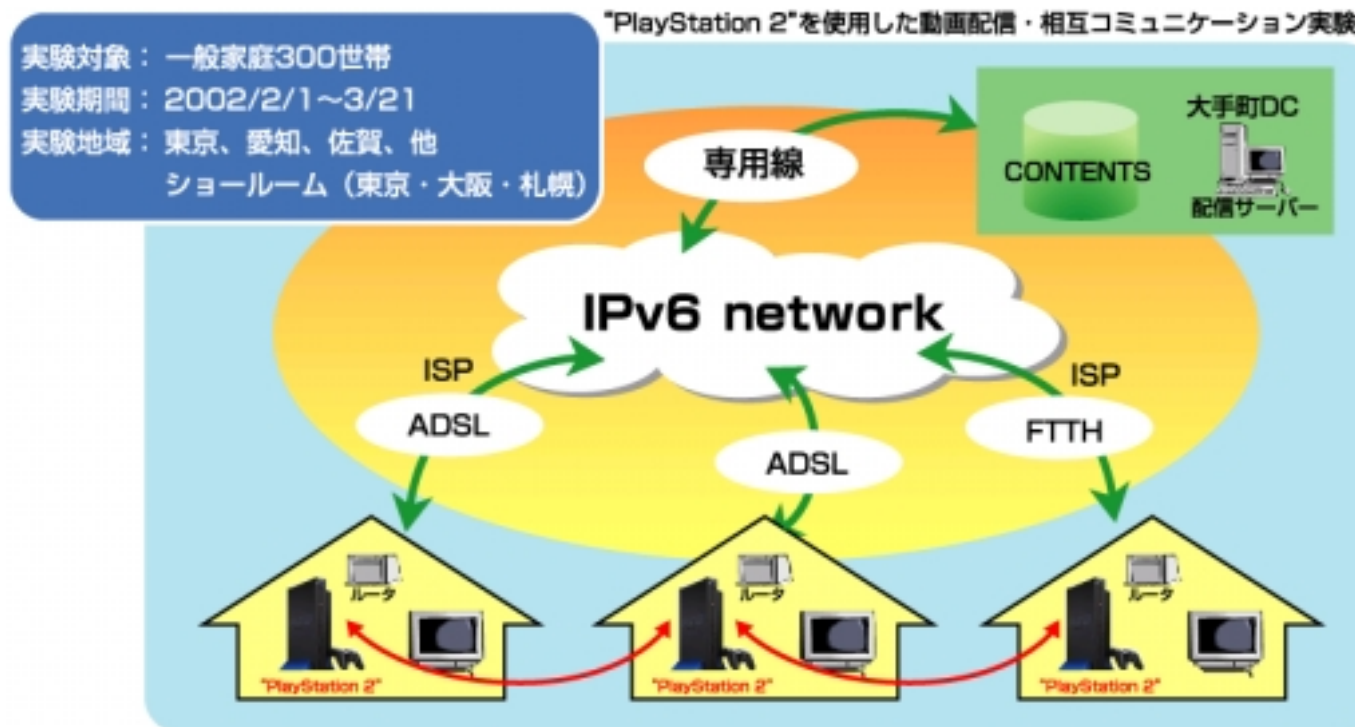 "PlayStation 2"を使用した動画配信・相互コミュニケーション実験
実験対象： 一般家庭300世帯
実験期間： 2002/2/1～3/21
実験地域： 東京、愛知、佐賀、他
ショールーム（東京・大阪・札幌）
大手町DC
CONTENTS
配信サーバー
専用線
IPv6 network
ISP
ADSL
ADSL
ISP
FTTH
ルータ
ルータ
ルータ
"PlayStation 2"
"PlayStation 2"
"PlayStation 2"